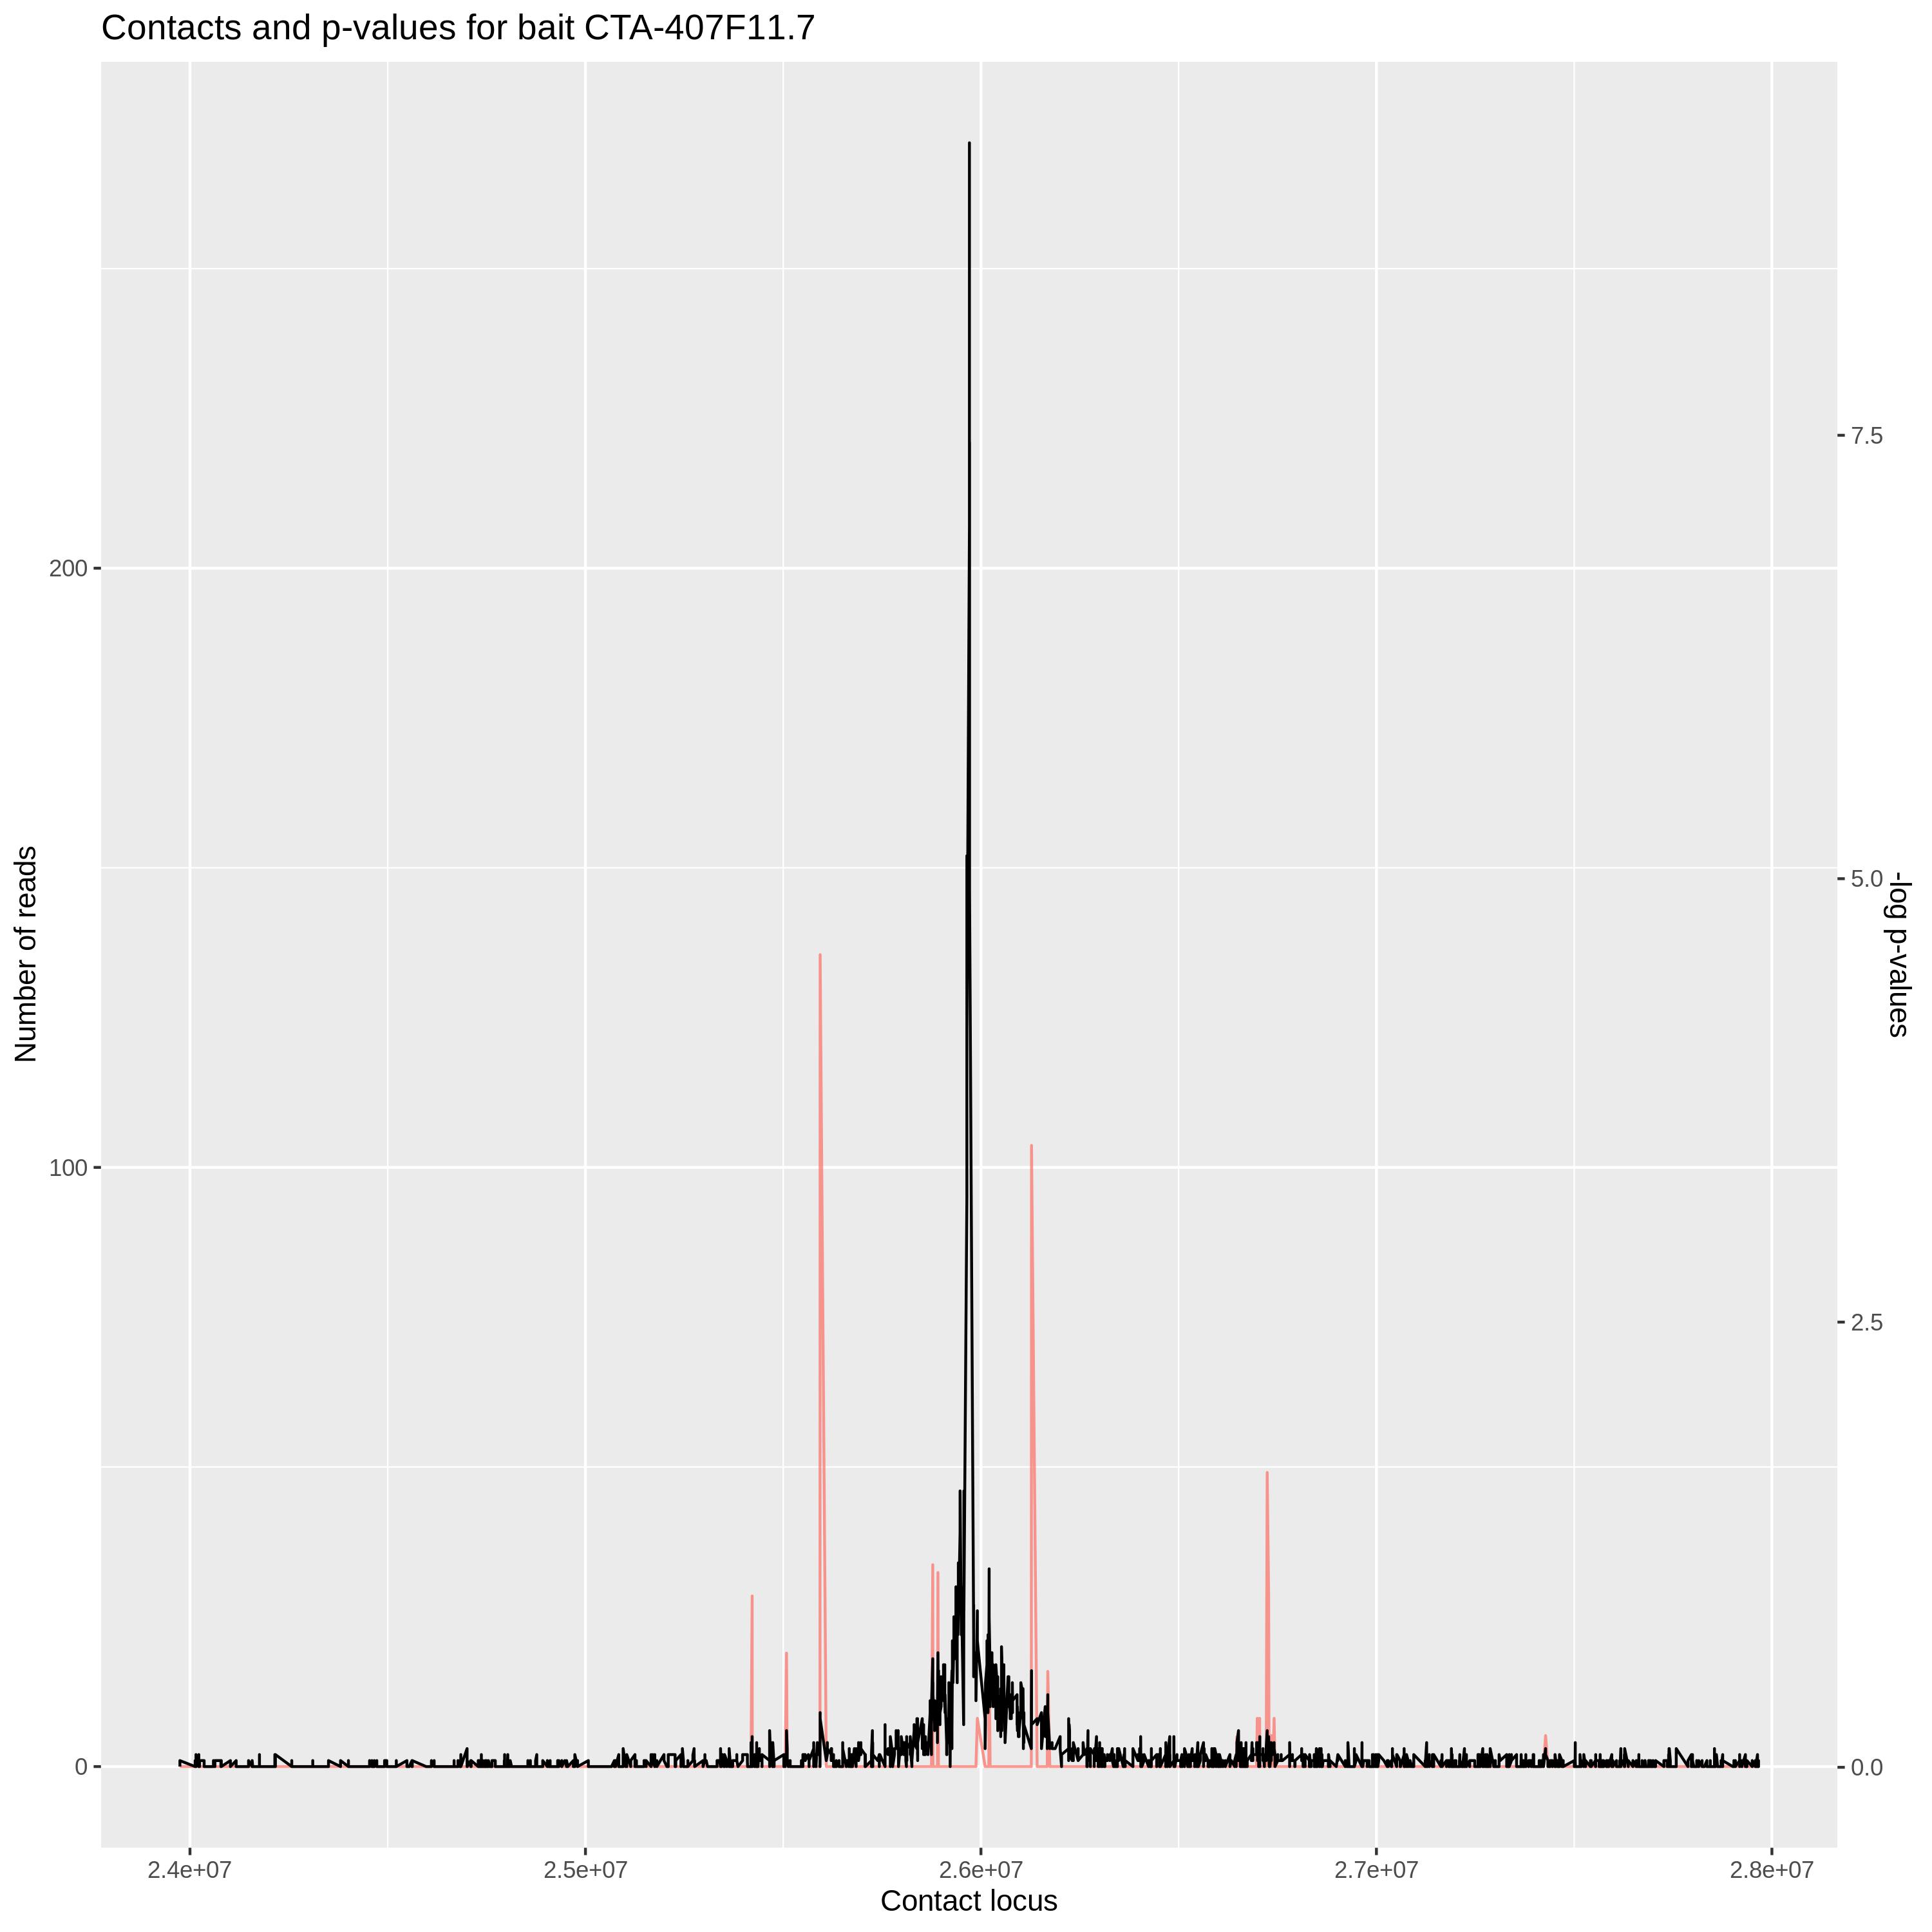 Contacts and p-values for bait CTA-407F11.7
Number of reads
200
100
0
7.5
5.0
2.5
0.0
-log p-values
2.4e+07 2.5e+07 2.6e+07 2.7e+07 2.8e+07
Contact locus